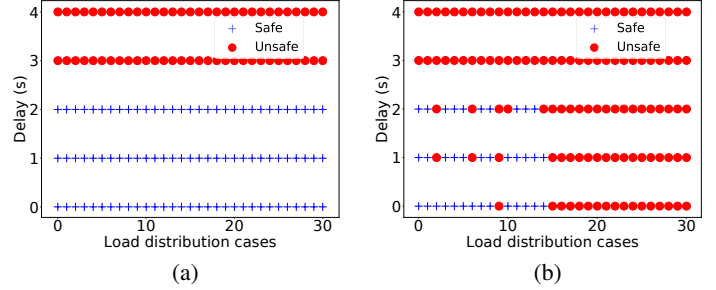 4
3
2
1
0
Delay (s)
Safe
Unsafe
0
10
20
30
Load distribution cases
(a)
4
3
2
1
0
Delay (s)
Safe
Unsafe
0
10
20
30
Load distribution cases
(b)